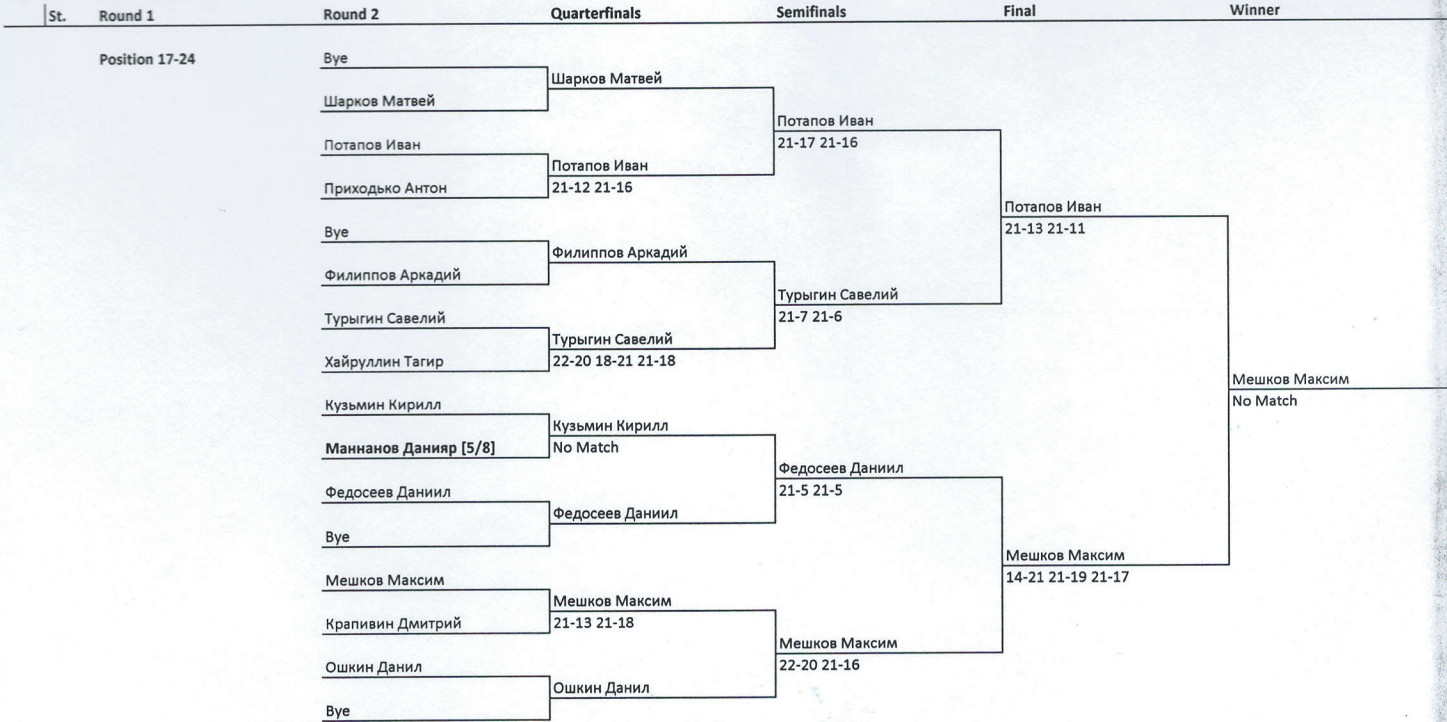 St. Round 1 Round 2 Quarterfinals Semifinals Final Winner
Position 17-24
Bye
Шарков Матвей
Шарков Матвей
Потапов Иван
21-17 21-16
Потапов Иван
Потапов Иван
21-12 21-16
Приходько Антон
Потапов Иван
21-13 21-11
Bye
Филиппов Аркадий
Филиппов Аркадий
Турыгин Савелий
21-7 21-6
Турыгин Савелий
Турыгин Савелий
22-20 18-21 21-18
Хайруллин Тагир
Мешков Максим
No Match
Кузьмин Кирилл
Кузьмин Кирилл
No Match
Маннанов Данияр [5/8]
Федосеев Даниил
21-5 21-5
Федосеев Даниил
Федосеев Даниил
Bye
Мешков Максим
14-21 21-19 21-17
Мешков Максим
Мешков Максим
21-13 21-18
Крапивин Дмитрий
Мешков Максим
22-20 21-16
Ошкин Данил
Ошкин Данил
Bye